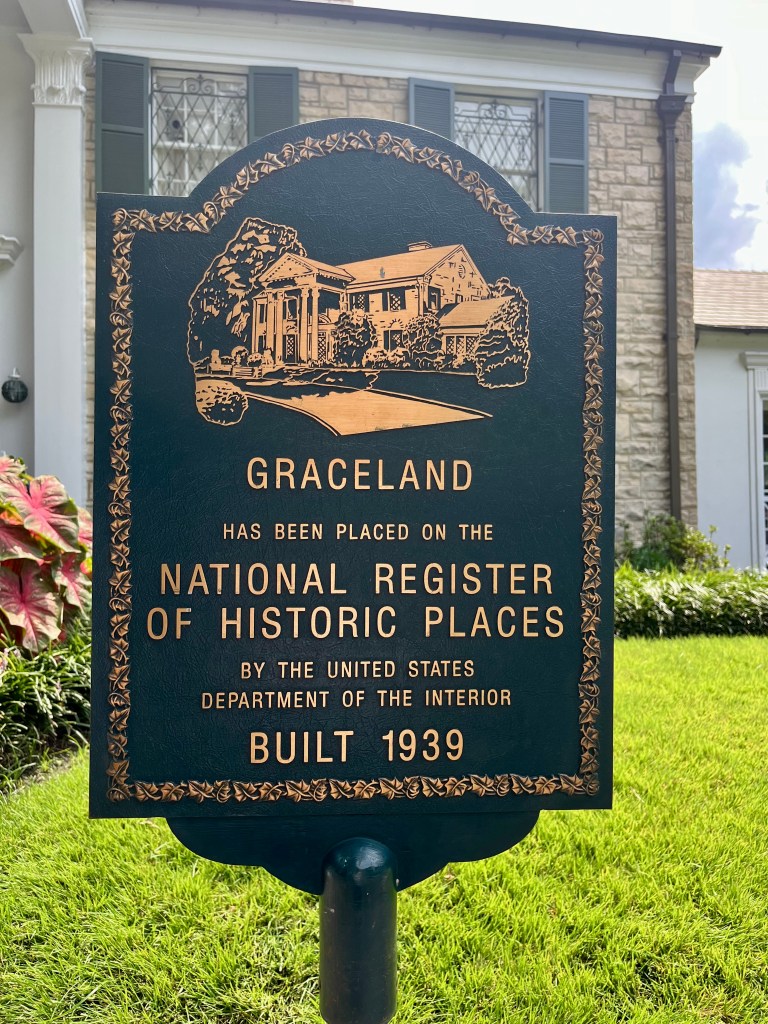 GRACELAND
HAS BEEN PLACED ON THE
NATIONAL REGISTER
OF HISTORIC PLACES
BY THE UNITED STATES
DEPARTMENT OF THE INTERIOR
BUILT 1939